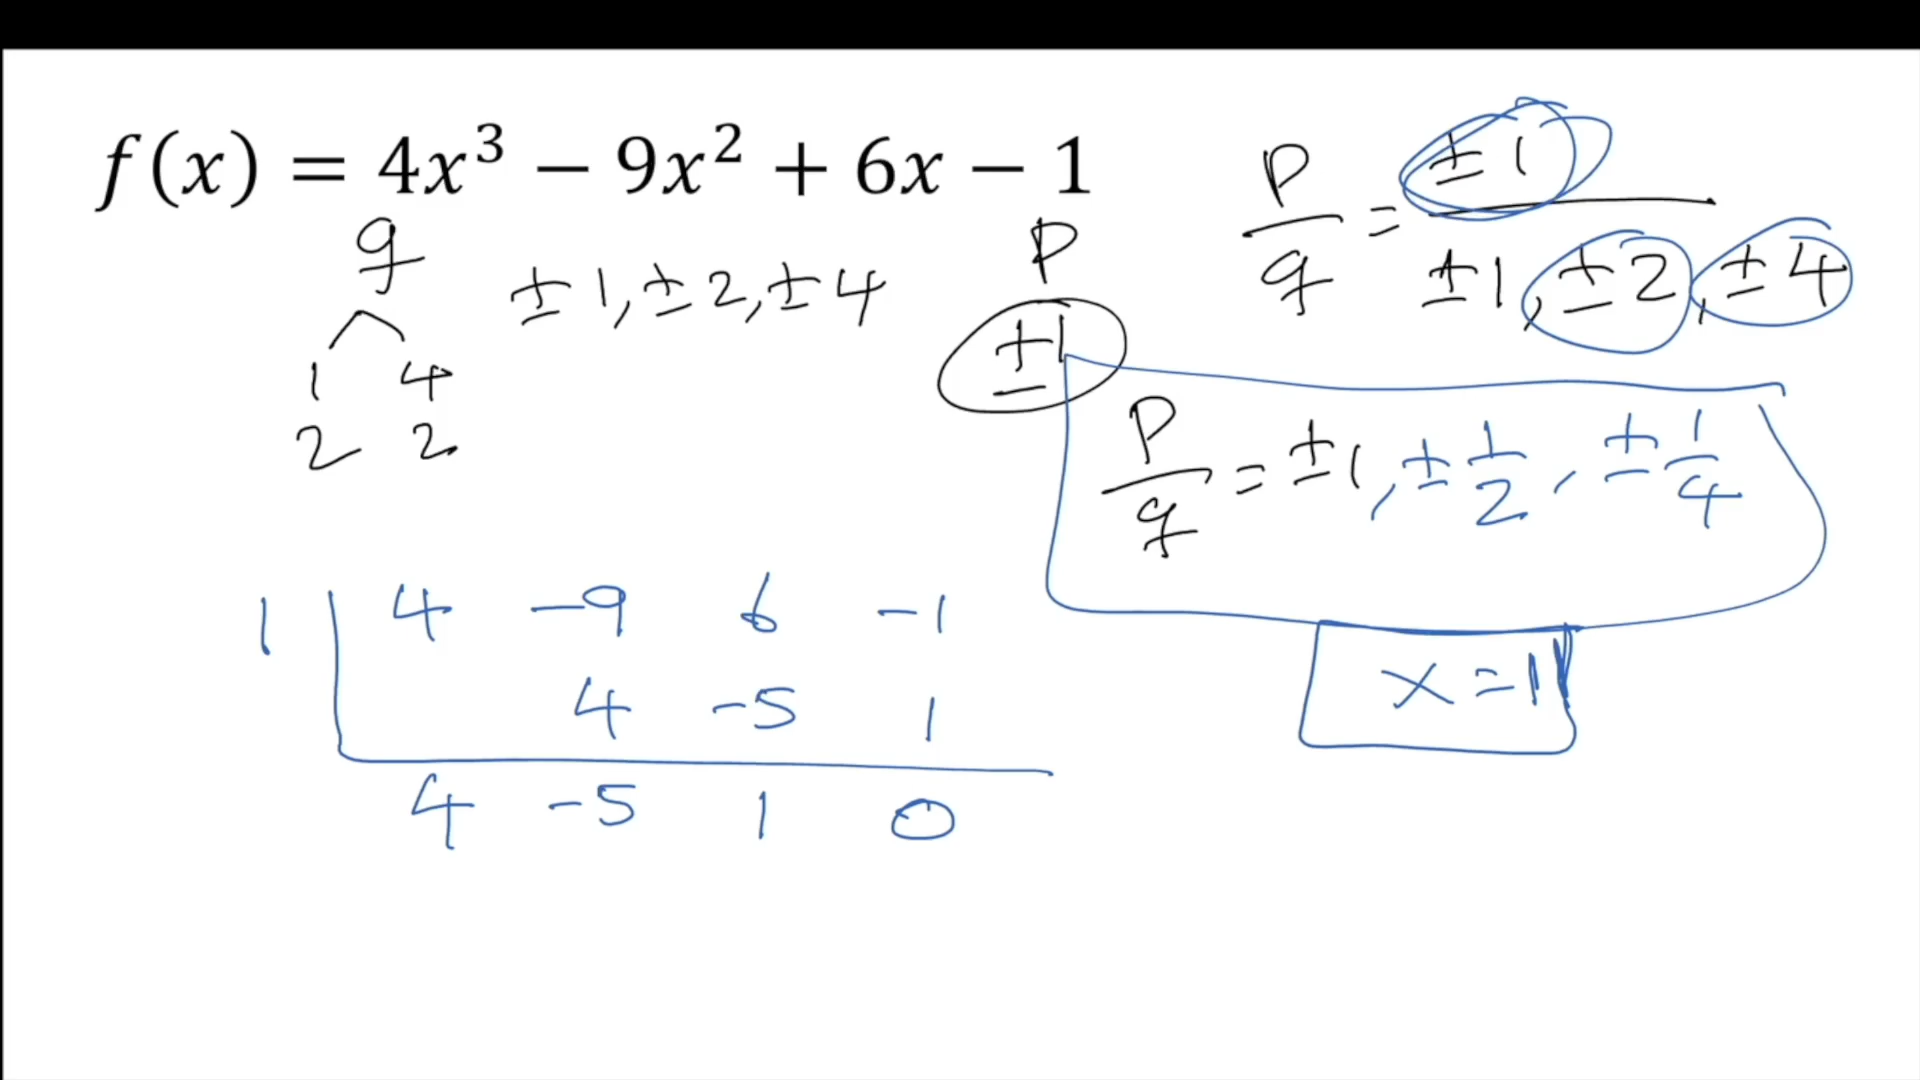 f(x) = 4x³ − 9x² + 6x − 1
q ±1, ±2, ±4 P
±1
1 4
2 2
P/q = ±1 / ±1, ±2, ±4
P/q = ±1, ±1/2, ±1/4
x = 1
1 | 4 -9 6 -1
4 -5 1
4 -5 1 0